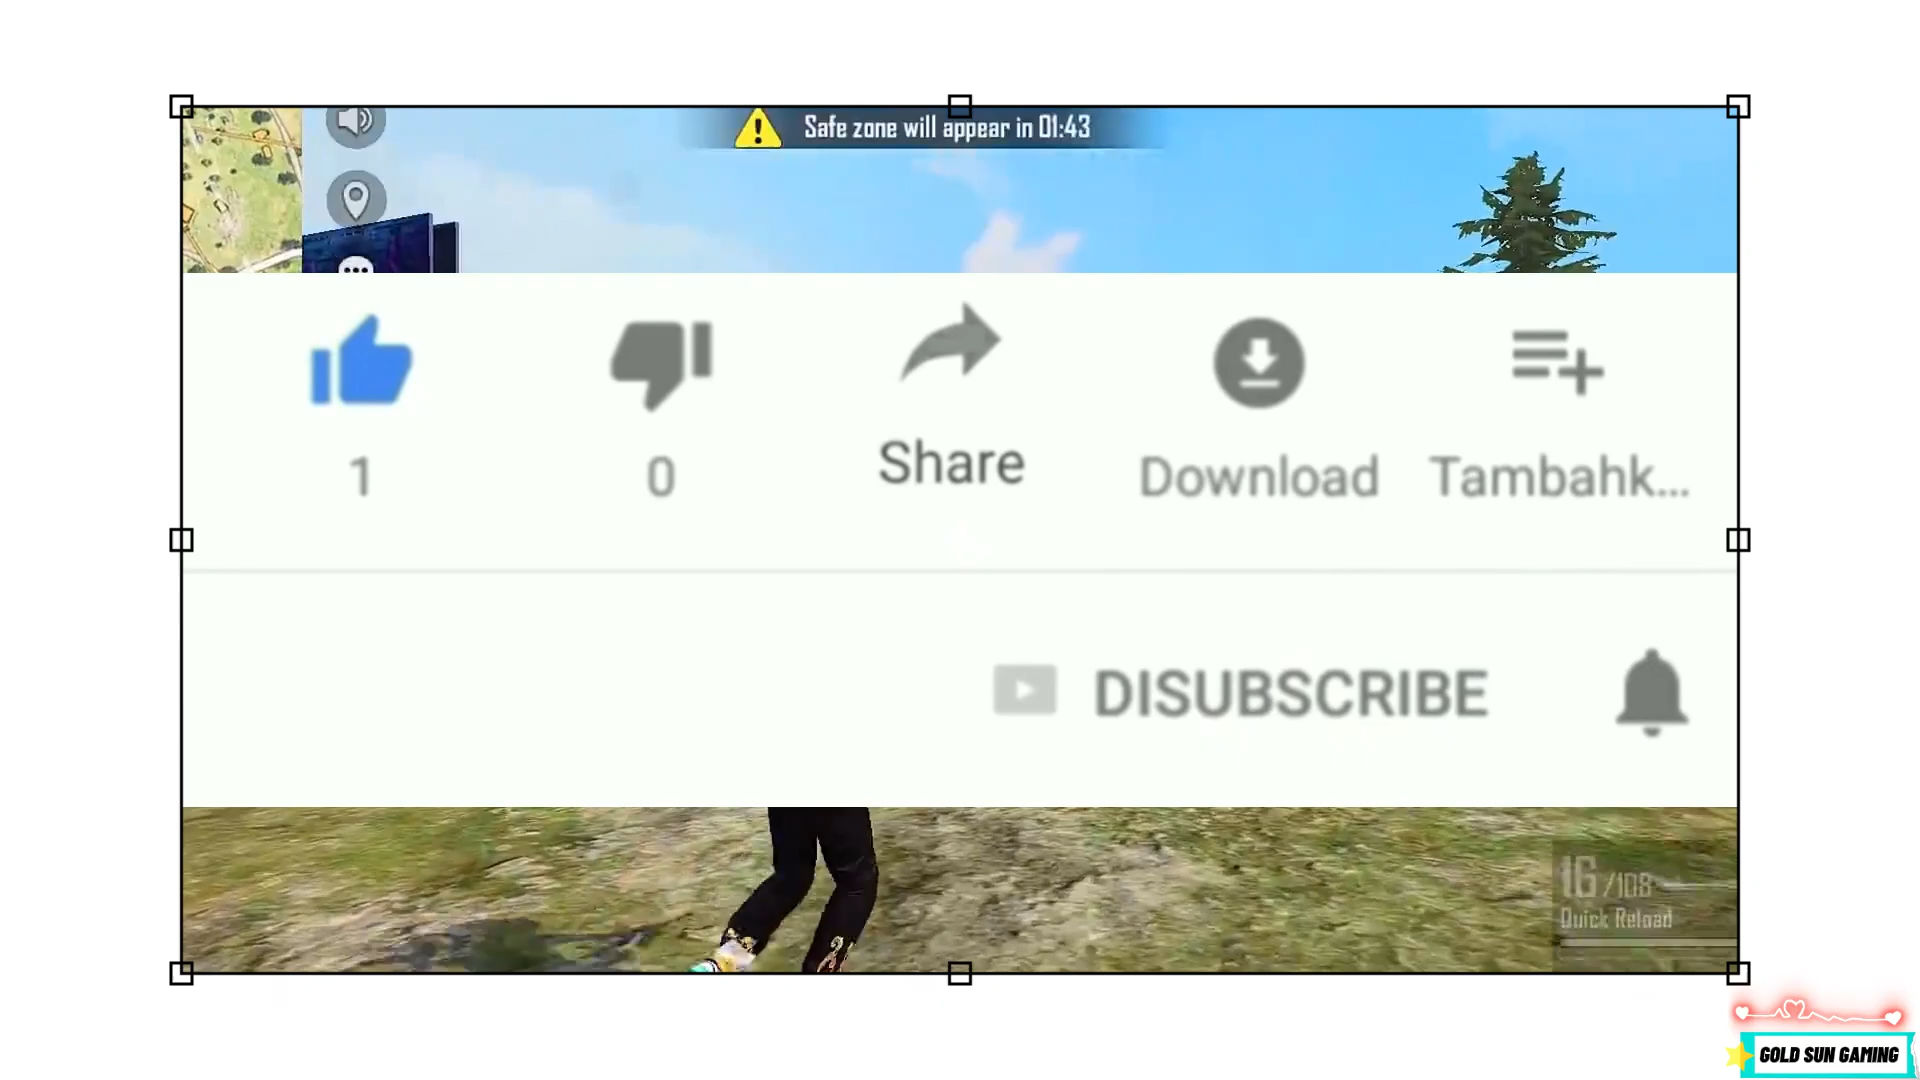 Safe zone will appear in 01:43
1
0
Share
Download
Tambahk...
DISUBSCRIBE
16/108
Quick Reload
GOLD SUN GAMING